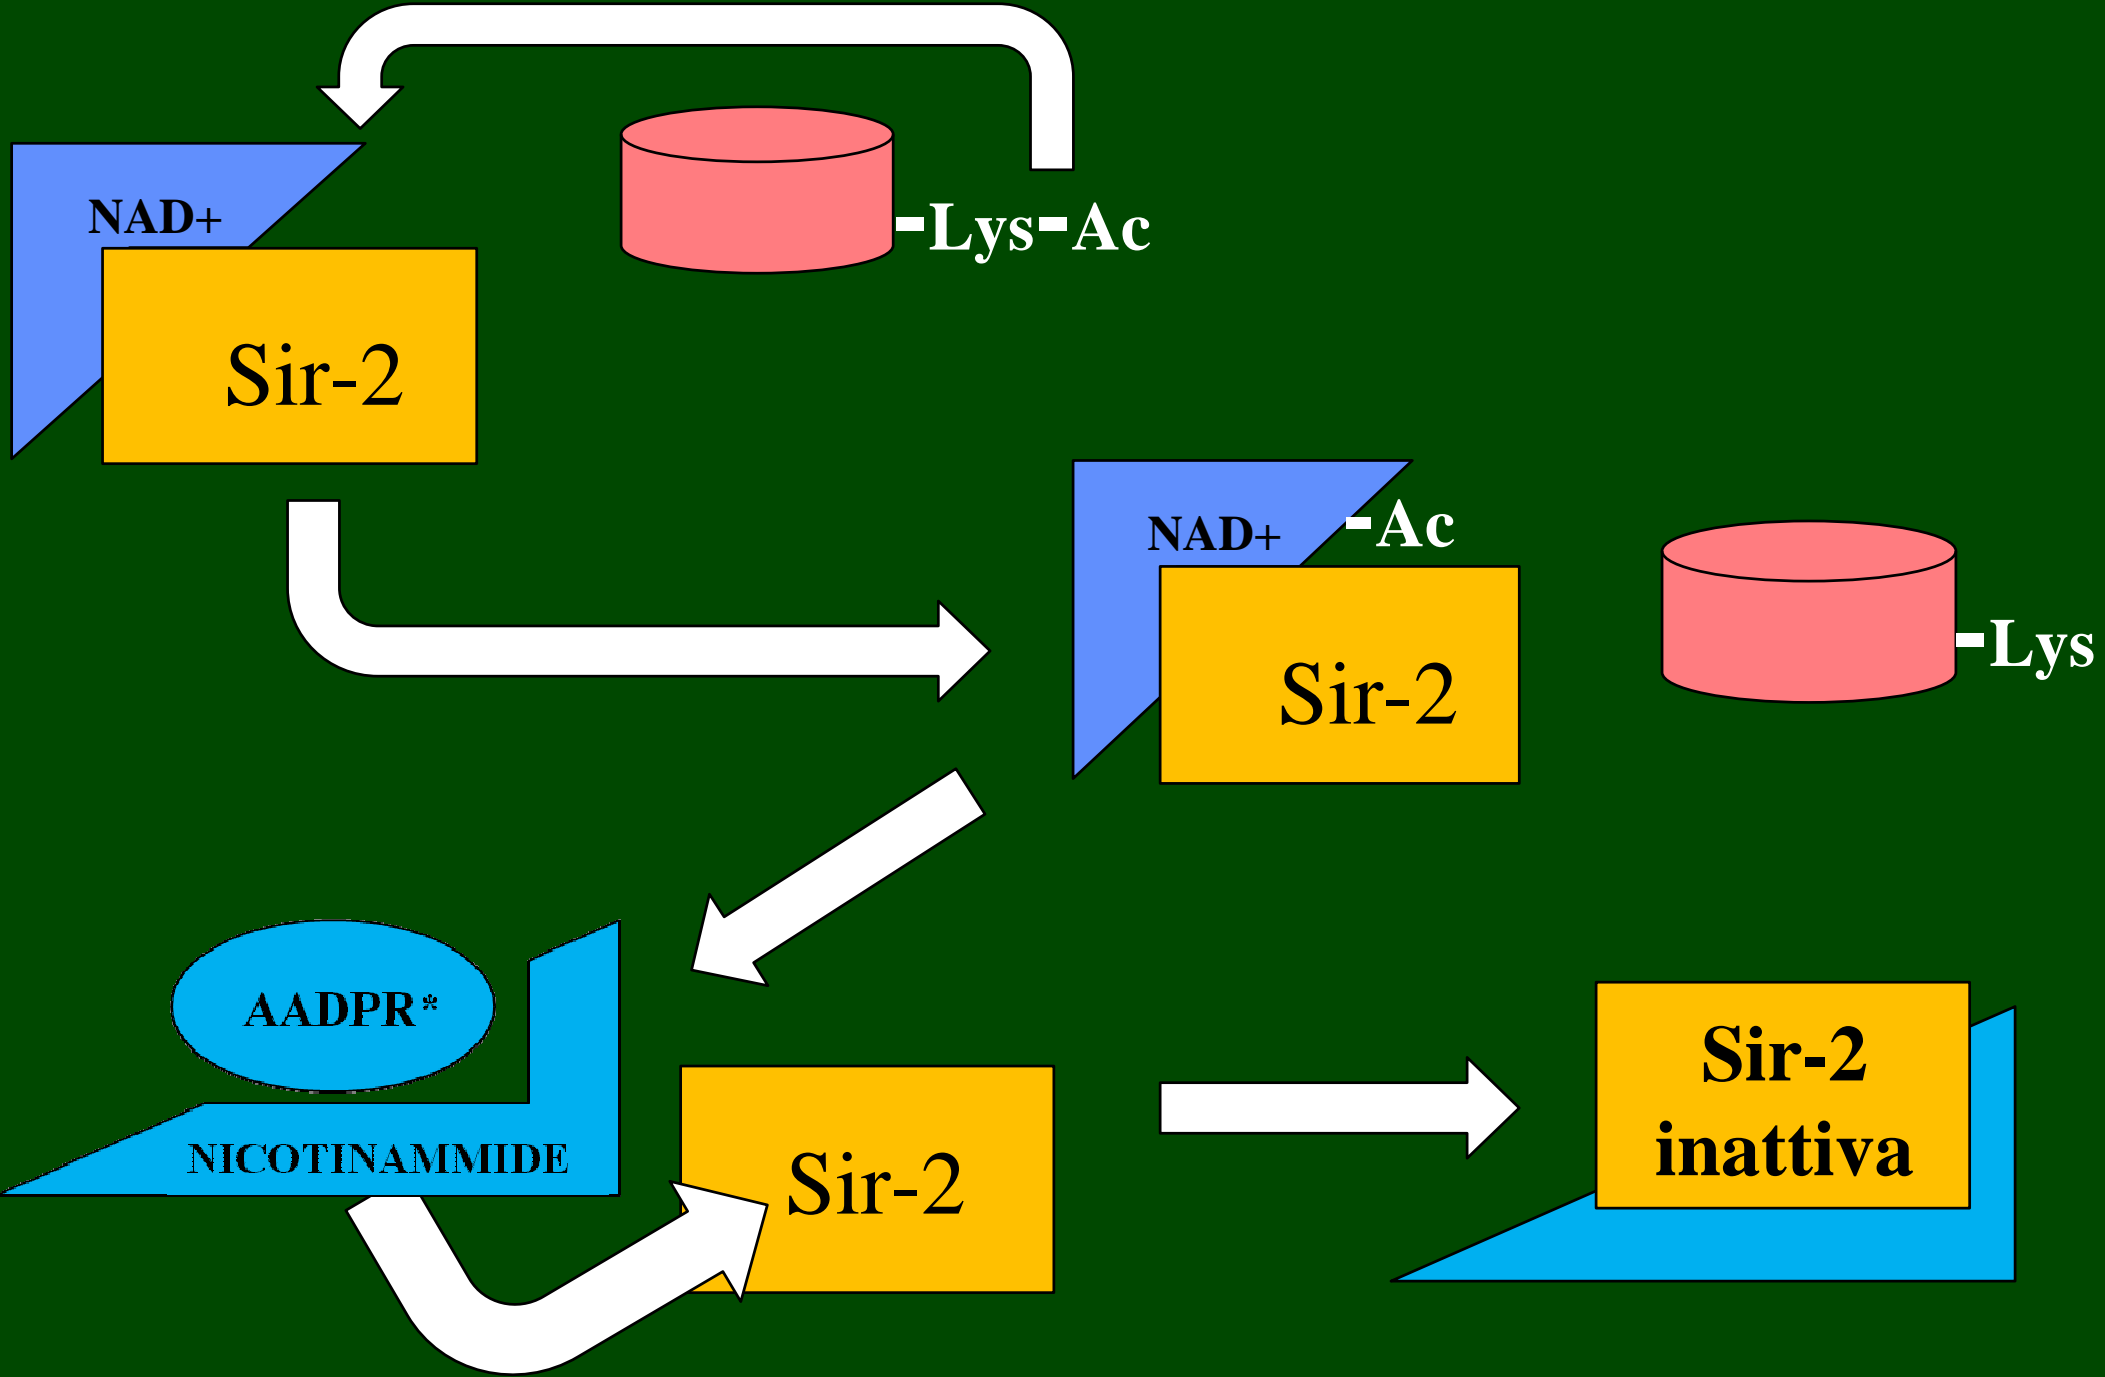 NAD+
-Lys-Ac
Sir-2
NAD+
-Ac
Sir-2
-Lys
AADPR*
NICOTINAMMIDE
Sir-2
Sir-2
inattiva